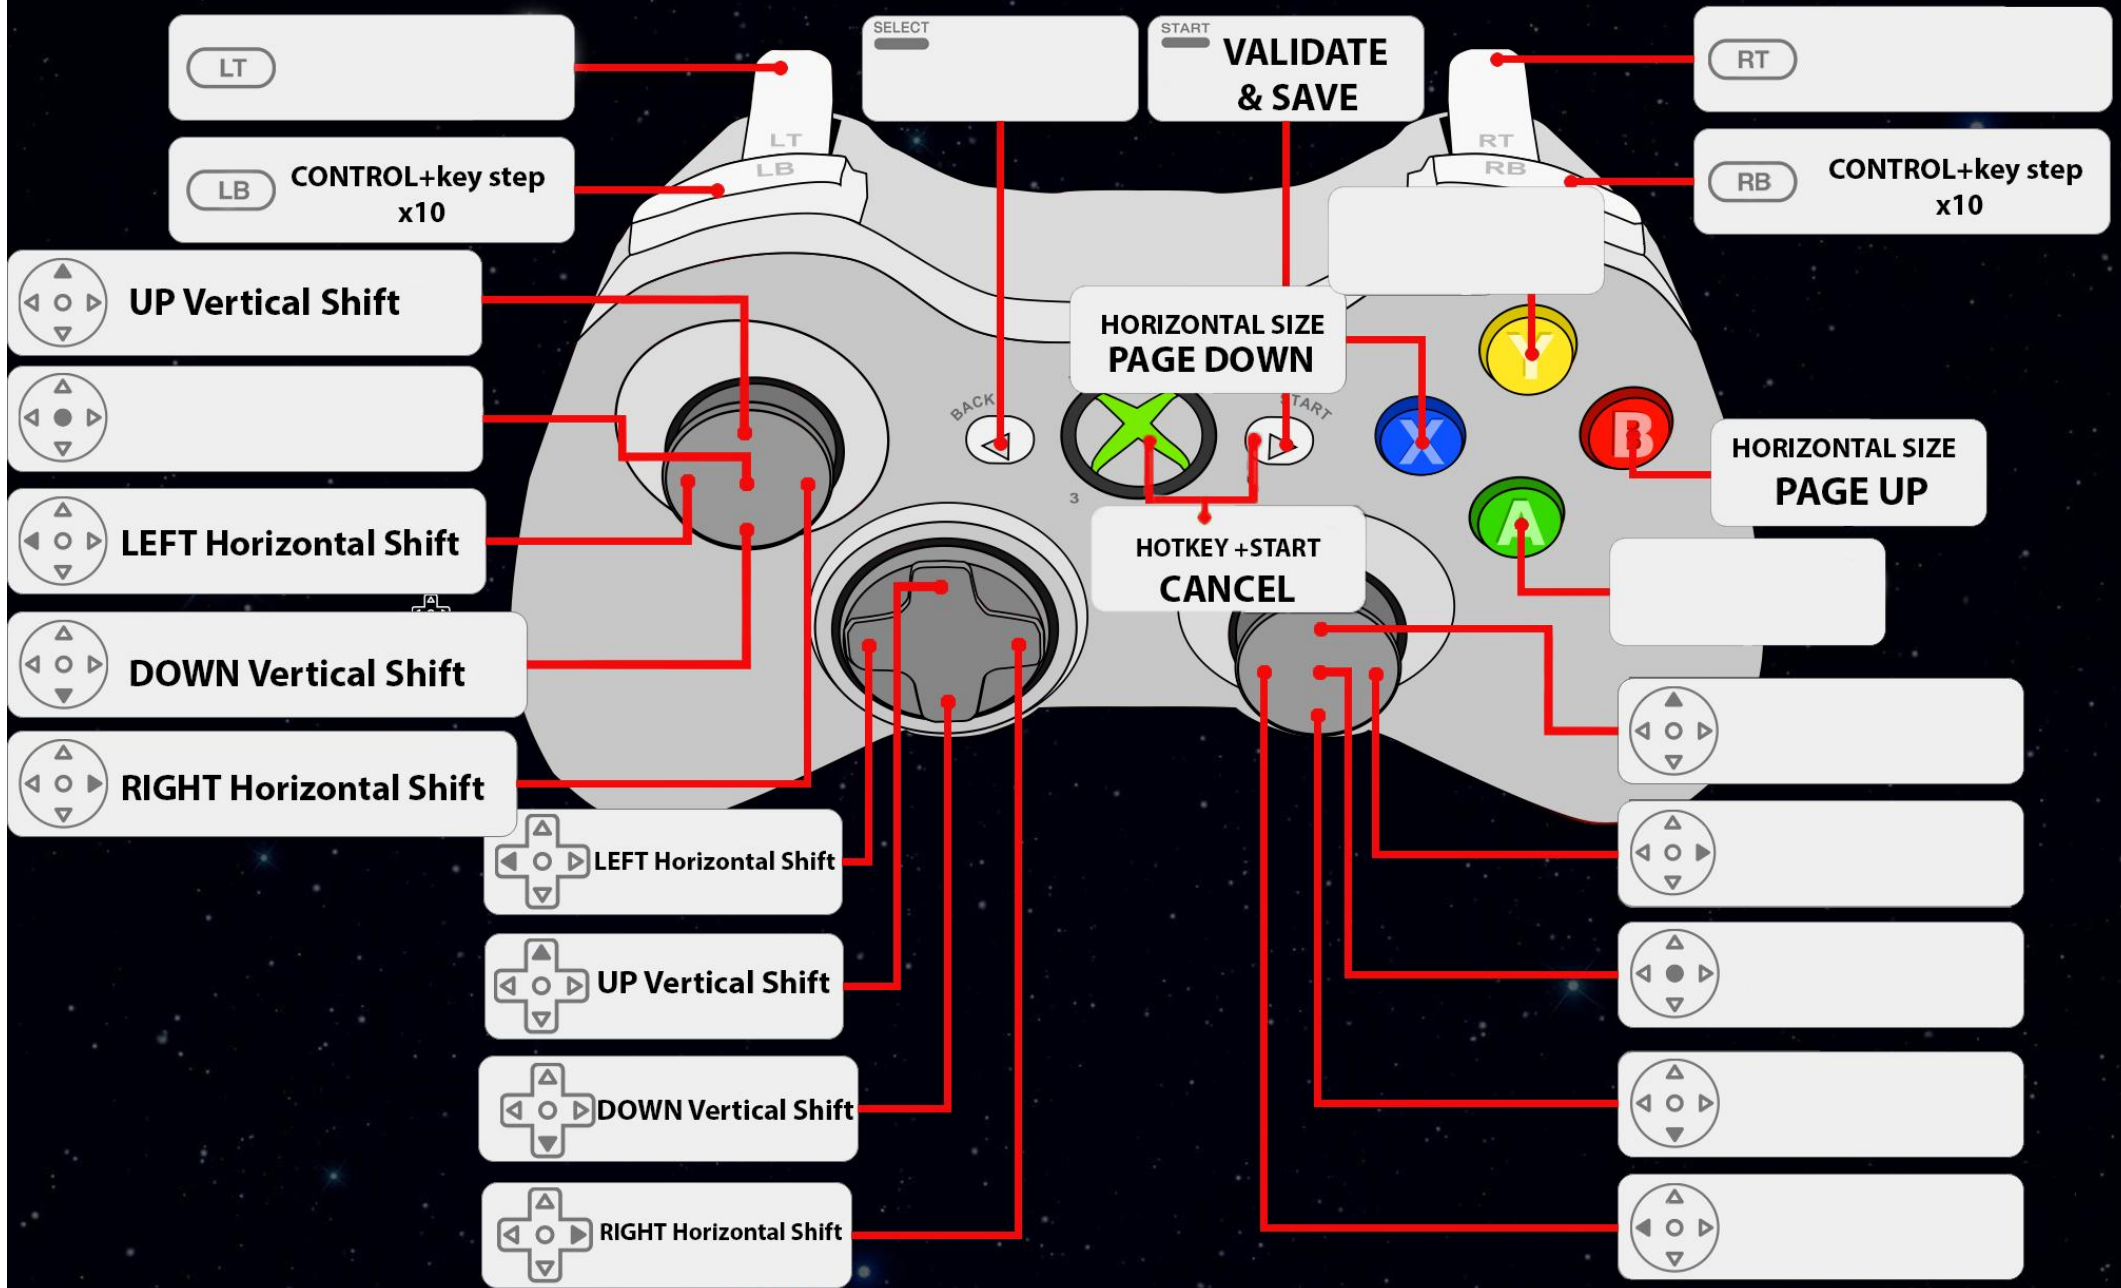 SELECT
START
VALIDATE
& SAVE
LT
RT
LT
LB
RT
RB
LB
CONTROL+key step
x10
RB
CONTROL+key step
x10
UP Vertical Shift
HORIZONTAL SIZE
PAGE DOWN
Y
BACK
START
X
B
HORIZONTAL SIZE
PAGE UP
3
A
LEFT Horizontal Shift
HOTKEY +START
CANCEL
DOWN Vertical Shift
RIGHT Horizontal Shift
LEFT Horizontal Shift
UP Vertical Shift
DOWN Vertical Shift
RIGHT Horizontal Shift